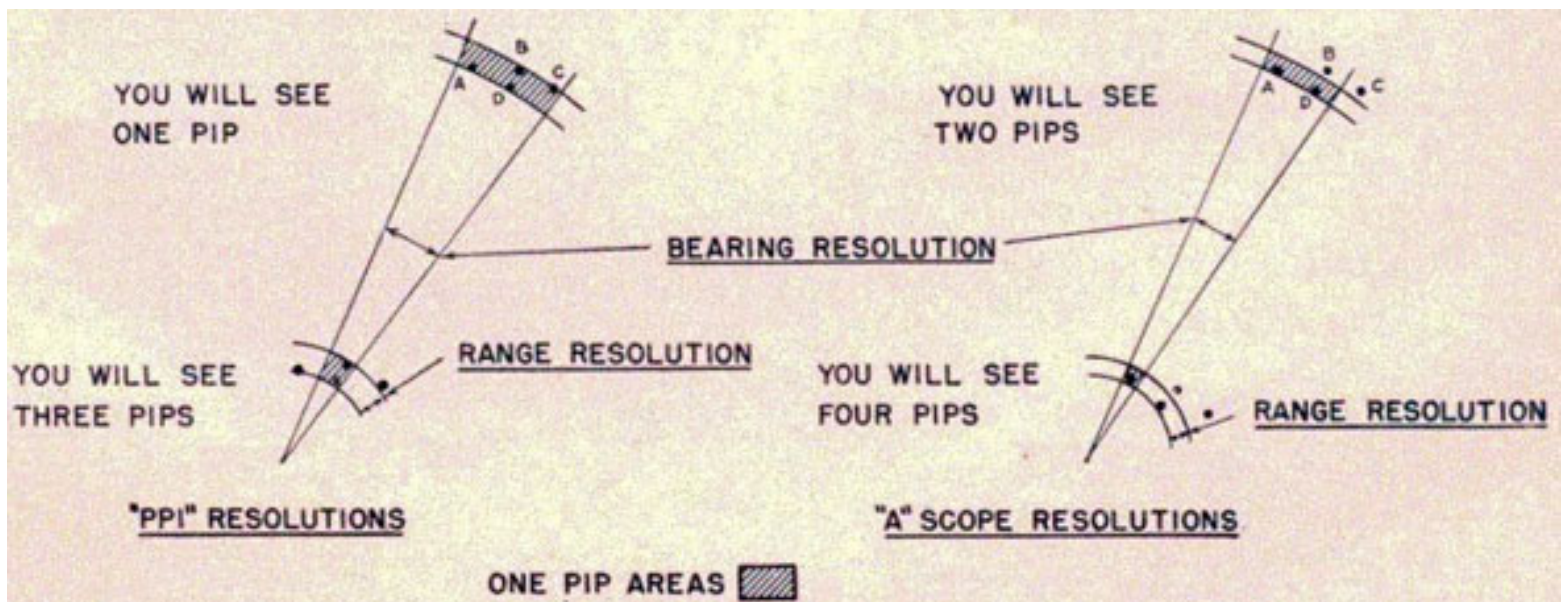 YOU WILL SEE
ONE PIP
A
B
C
D
YOU WILL SEE
TWO PIPS
A
B
C
D
BEARING RESOLUTION
YOU WILL SEE
THREE PIPS
RANGE RESOLUTION
YOU WILL SEE
FOUR PIPS
RANGE RESOLUTION
"PPI" RESOLUTIONS
"A" SCOPE RESOLUTIONS
ONE PIP AREAS